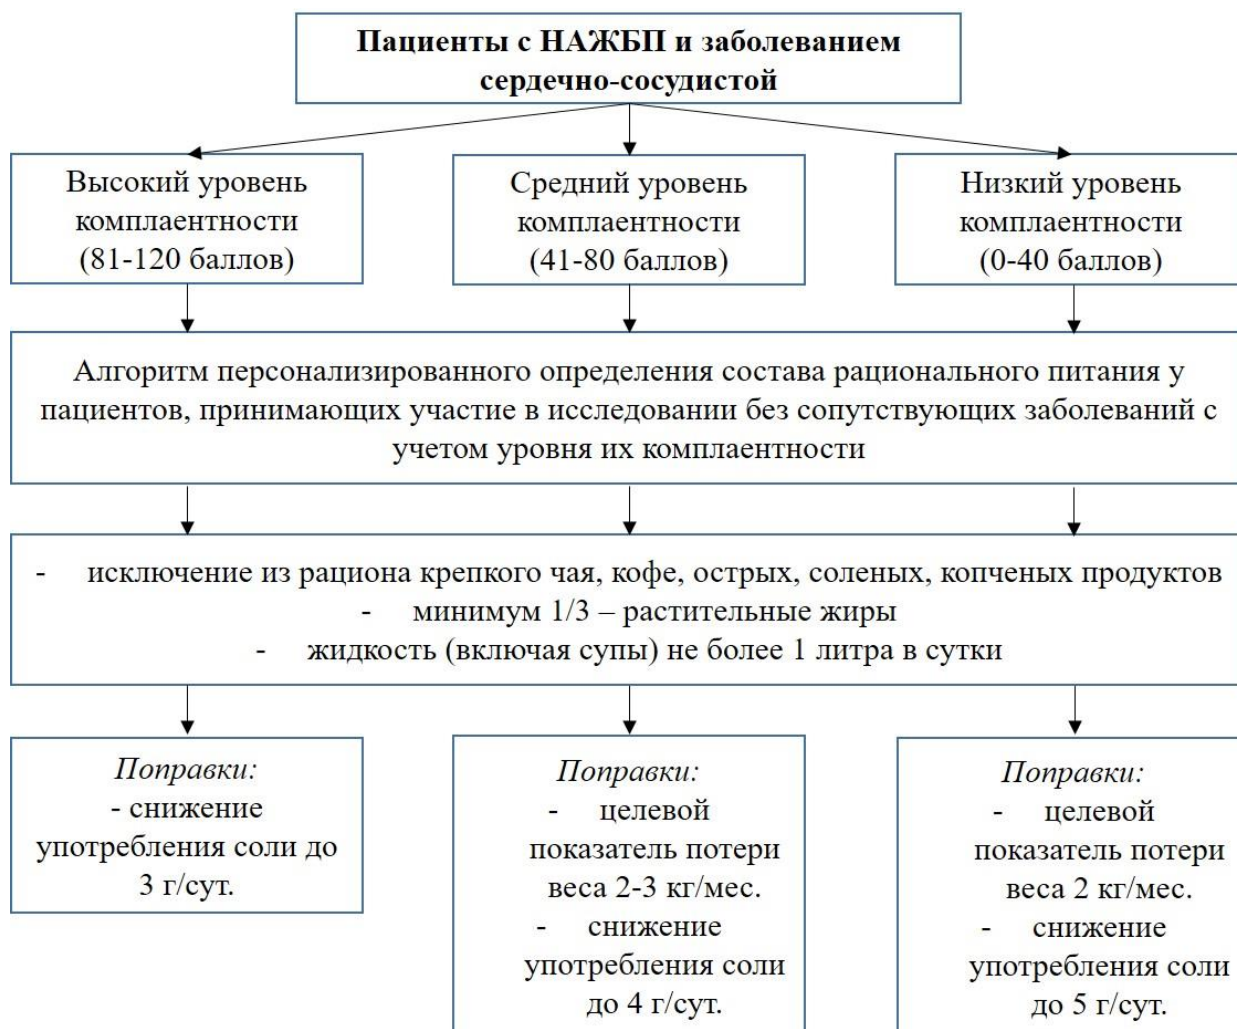 Пациенты с НАЖБП и заболеванием
сердечно-сосудистой
Высокий уровень
комплаентности
(81-120 баллов)
Средний уровень
комплаентности
(41-80 баллов)
Низкий уровень
комплаентности
(0-40 баллов)
Алгоритм персонализированного определения состава рационального питания у
пациентов, принимающих участие в исследовании без сопутствующих заболеваний с
учетом уровня их комплаентности
- исключение из рациона крепкого чая, кофе, острых, соленых, копченых продуктов
- минимум 1/3 – растительные жиры
- жидкость (включая супы) не более 1 литра в сутки
Поправки:
- снижение
употребления соли до
3 г/сут.
Поправки:
- целевой
показатель потери
веса 2-3 кг/мес.
- снижение
употребления соли
до 4 г/сут.
Поправки:
- целевой
показатель потери
веса 2 кг/мес.
- снижение
употребления соли
до 5 г/сут.